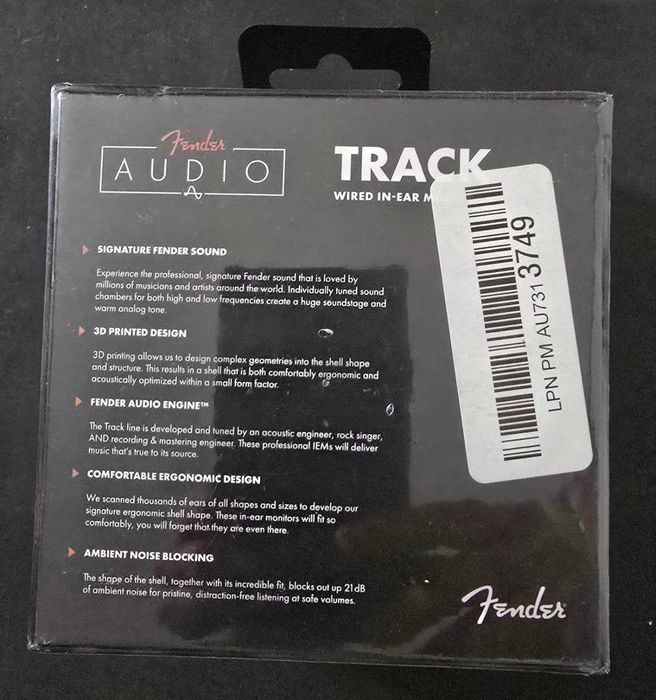 Fender
AUDIO
TRACK
WIRED IN-EAR
LPN PM AU731 3749
SIGNATURE FENDER SOUND
Experience the professional, signature Fender sound that is loved by
millions of musicians and artists around the world. Individually tuned sound
chambers for both high and low frequencies create a huge soundstage and
warm analog tone.
3D PRINTED DESIGN
3D printing allows us to design complex geometries into the shell shape
and structure. This results in a shell that is both comfortably ergonomic and
acoustically optimized within a small form factor.
FENDER AUDIO ENGINE™
The Track line is developed and tuned by an acoustic engineer, rock singer,
AND recording & mastering engineer. These professional IEMs will deliver
music that's true to its source.
COMFORTABLE ERGONOMIC DESIGN
We scanned thousands of ears of all shapes and sizes to develop our
signature ergonomic shell shape. These in-ear monitors will fit so
comfortably, you will forget that they are even there.
AMBIENT NOISE BLOCKING
The shape of the shell, together with its incredible fit, blocks out up 21dB
of ambient noise for pristine, distraction-free listening at safe volumes.
Fender